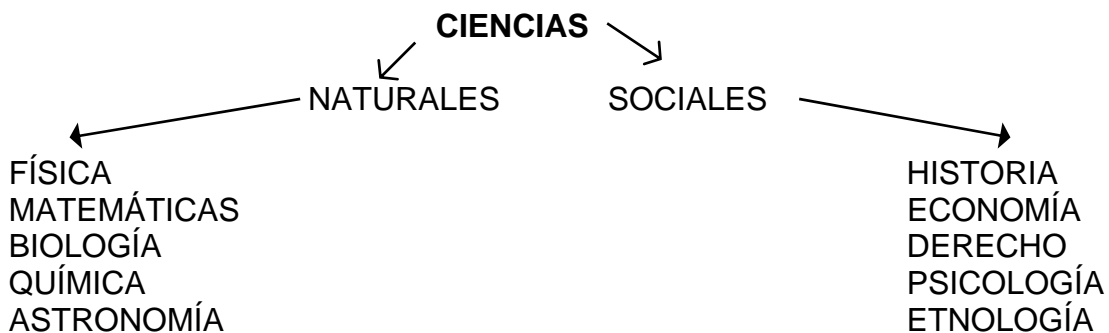 CIENCIAS
NATURALES SOCIALES
FÍSICA HISTORIA
MATEMÁTICAS ECONOMÍA
BIOLOGÍA DERECHO
QUÍMICA PSICOLOGÍA
ASTRONOMÍA ETNOLOGÍA